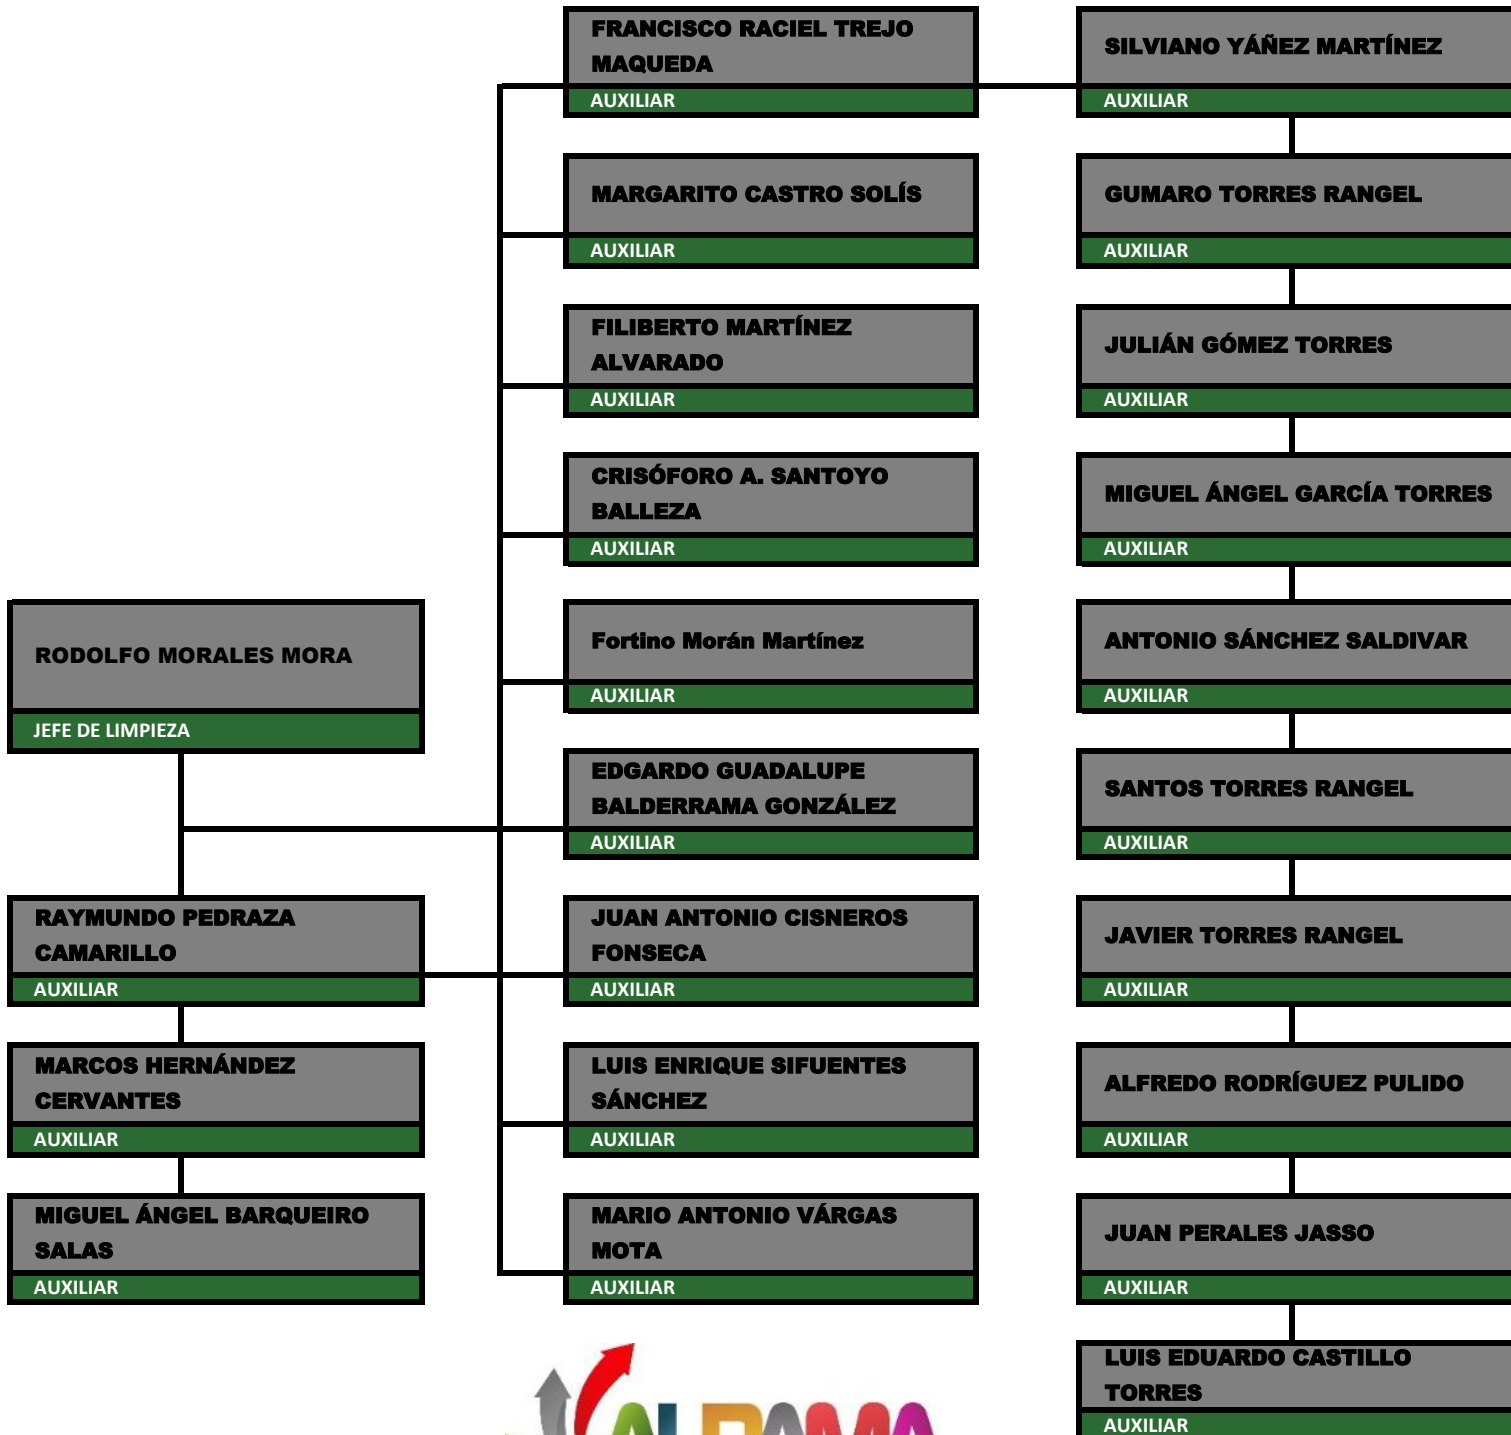 FRANCISCO RACIEL TREJO
MAQUEDA
AUXILIAR
SILVIANO YÁÑEZ MARTÍNEZ
AUXILIAR
MARGARITO CASTRO SOLÍS
AUXILIAR
GUMARO TORRES RANGEL
AUXILIAR
FILIBERTO MARTÍNEZ
ALVARADO
AUXILIAR
JULIÁN GÓMEZ TORRES
AUXILIAR
CRISÓFORO A. SANTOYO
BALLEZA
AUXILIAR
MIGUEL ÁNGEL GARCÍA TORRES
AUXILIAR
RODOLFO MORALES MORA
JEFE DE LIMPIEZA
Fortino Morán Martínez
AUXILIAR
ANTONIO SÁNCHEZ SALDIVAR
AUXILIAR
EDGARDO GUADALUPE
BALDERRAMA GONZÁLEZ
AUXILIAR
SANTOS TORRES RANGEL
AUXILIAR
RAYMUNDO PEDRAZA
CAMARILLO
AUXILIAR
JUAN ANTONIO CISNEROS
FONSECA
AUXILIAR
JAVIER TORRES RANGEL
AUXILIAR
MARCOS HERNÁNDEZ
CERVANTES
AUXILIAR
LUIS ENRIQUE SIFUENTES
SÁNCHEZ
AUXILIAR
ALFREDO RODRÍGUEZ PULIDO
AUXILIAR
MIGUEL ÁNGEL BARQUEIRO
SALAS
AUXILIAR
MARIO ANTONIO VÁRGAS
MOTA
AUXILIAR
JUAN PERALES JASSO
AUXILIAR
LUIS EDUARDO CASTILLO
TORRES
AUXILIAR
ALDAMA